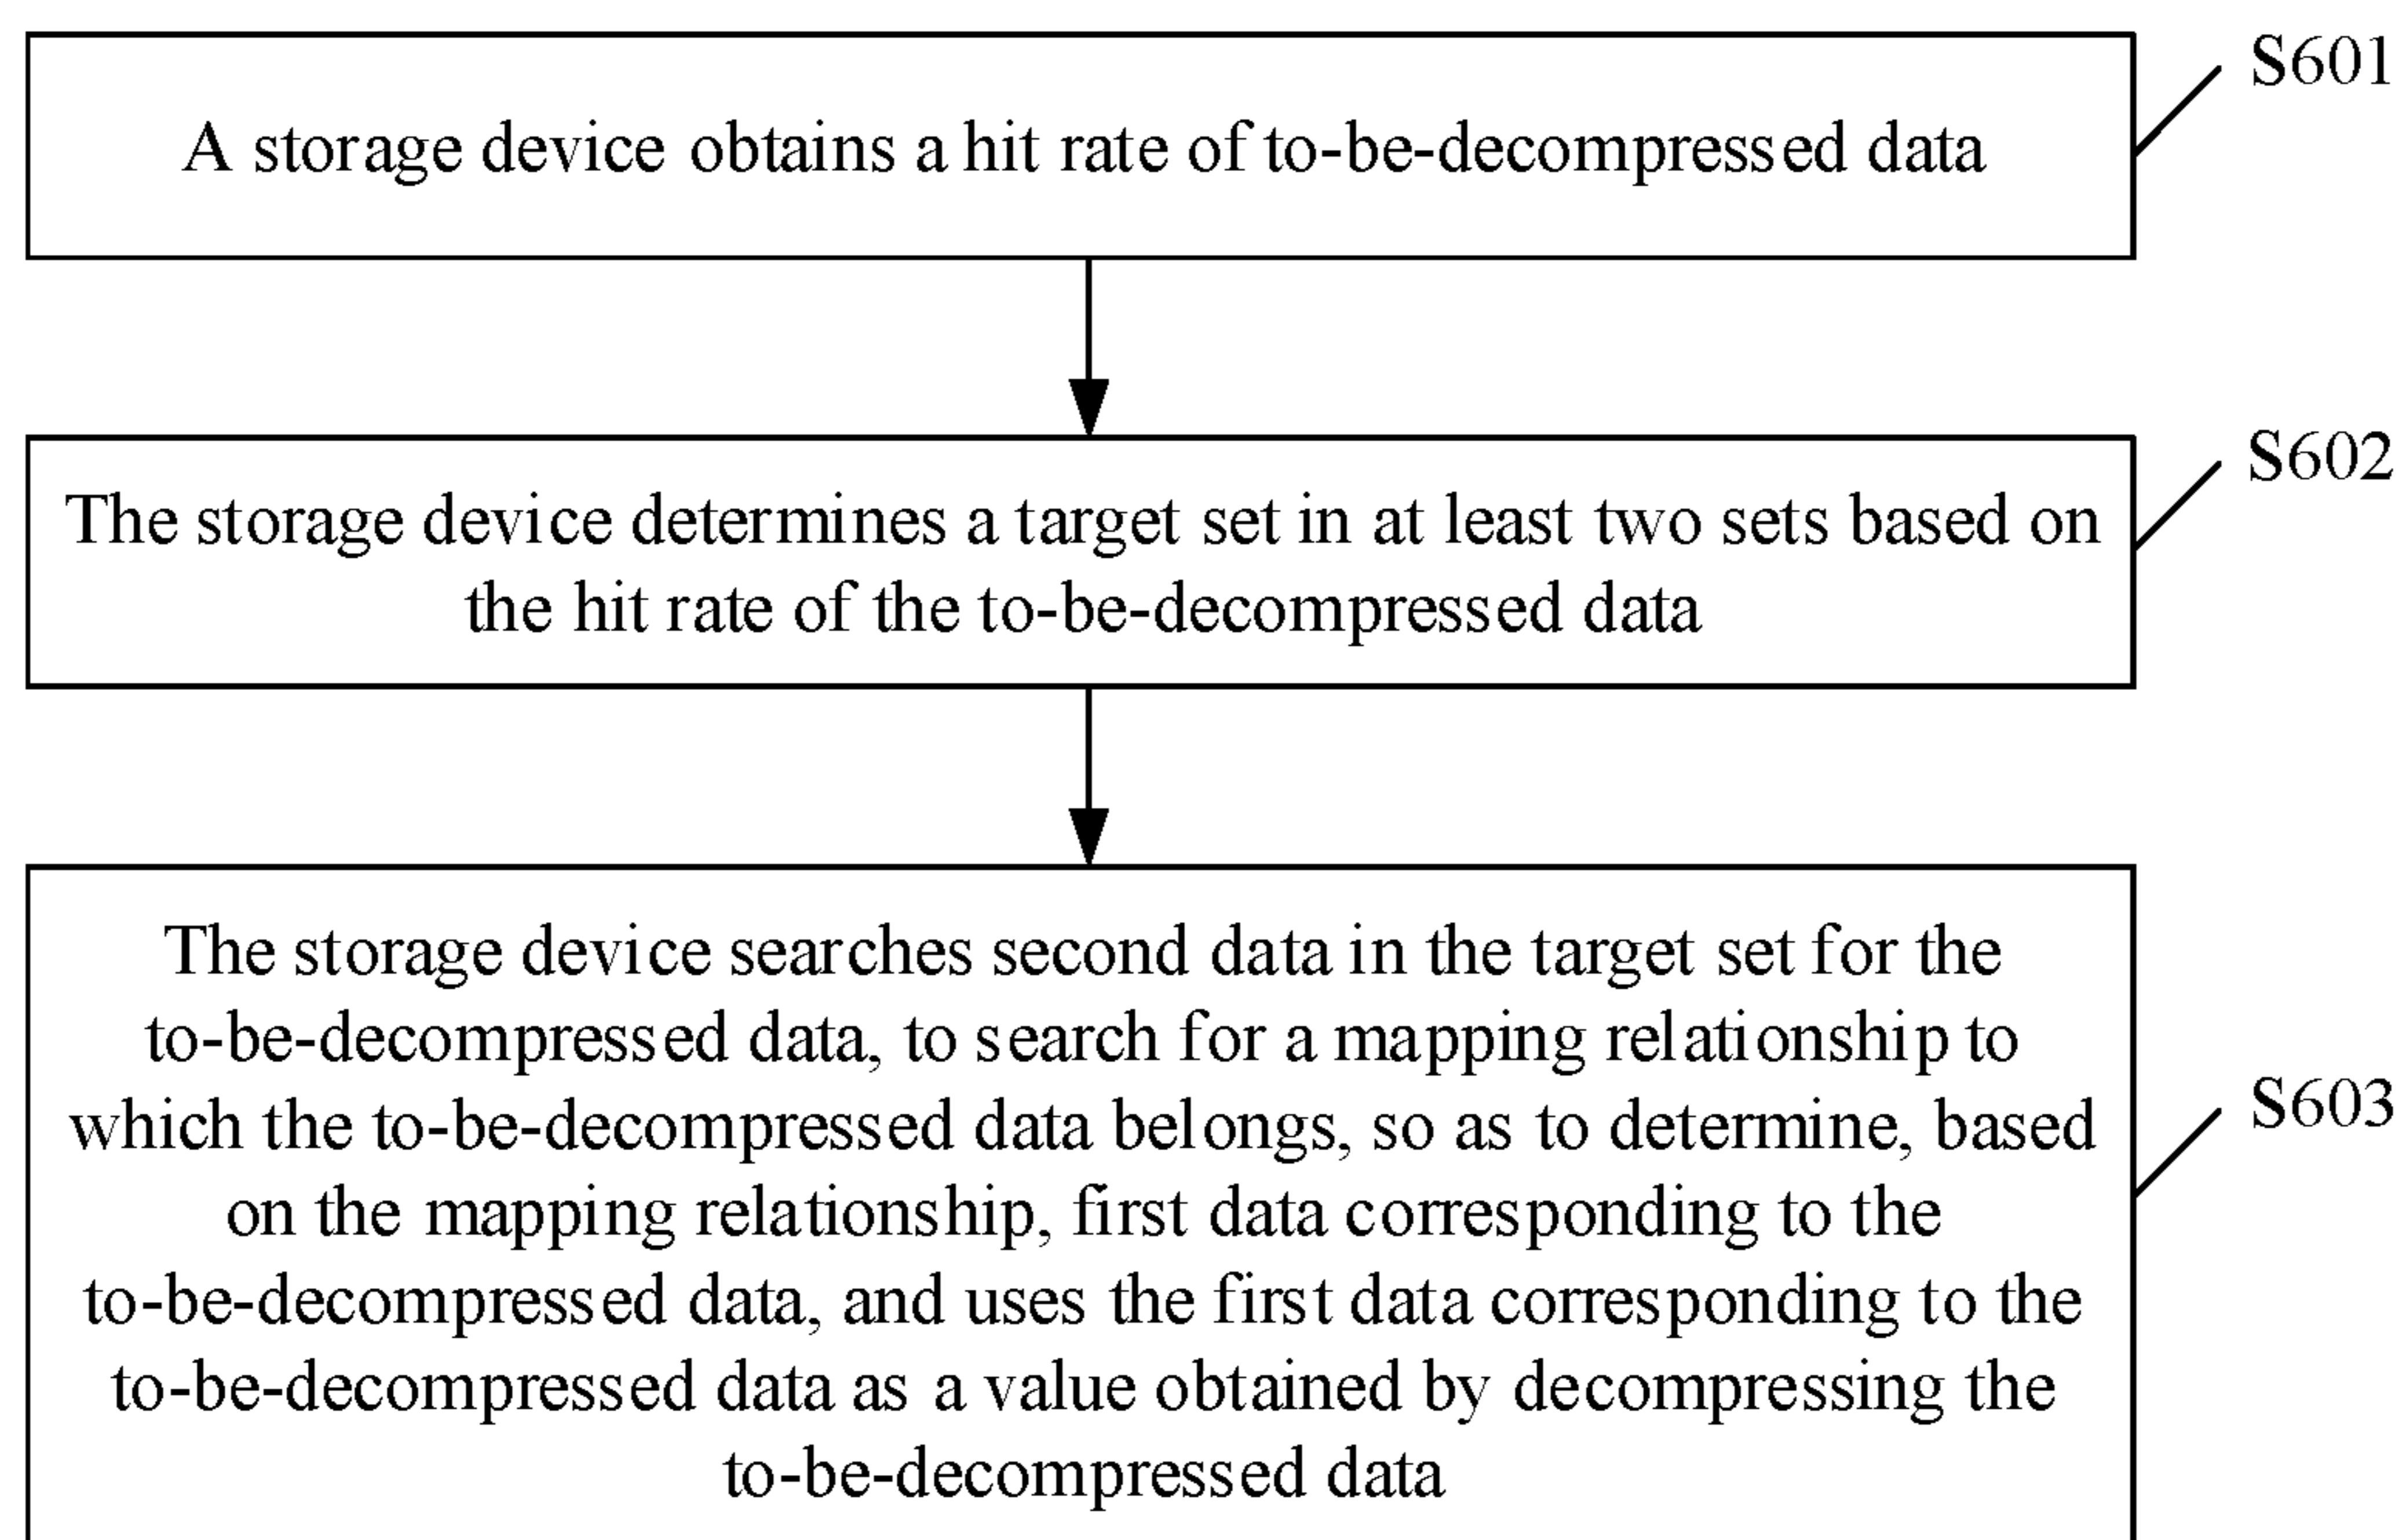 S601
A storage device obtains a hit rate of to-be-decompressed data
S602
The storage device determines a target set in at least two sets based on
the hit rate of the to-be-decompressed data
The storage device searches second data in the target set for the
to-be-decompressed data, to search for a mapping relationship to
which the to-be-decompressed data belongs, so as to determine, based
S603
on the mapping relationship, first data corresponding to the
to-be-decompressed data, and uses the first data corresponding to the
to-be-decompressed data as a value obtained by decompressing the
to-be-decompressed data